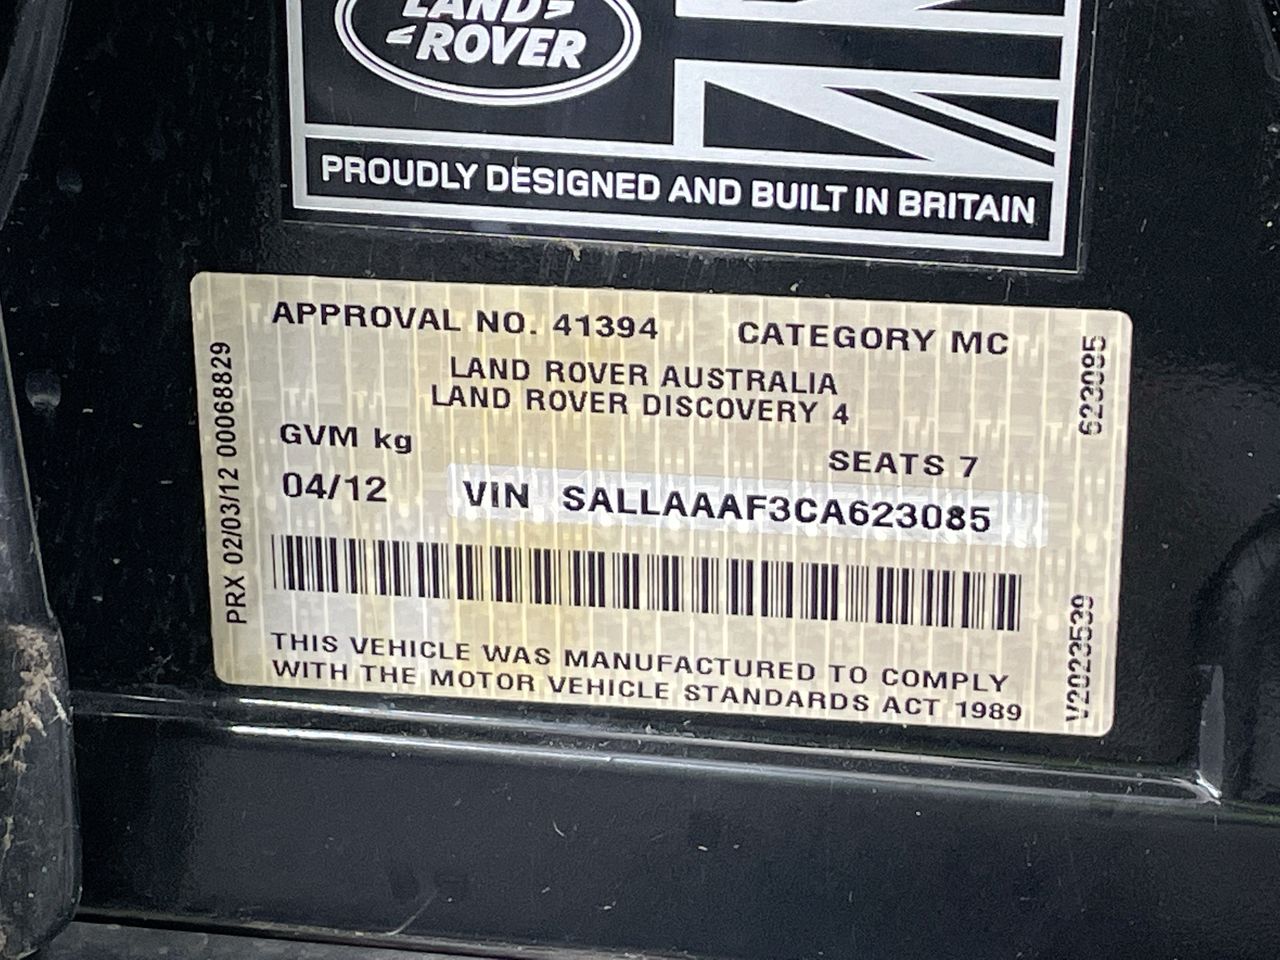 LAND
ROVER
PROUDLY DESIGNED AND BUILT IN BRITAIN
APPROVAL NO. 41394 CATEGORY MC
LAND ROVER AUSTRALIA
LAND ROVER DISCOVERY 4
GVM kg
SEATS 7
04/12 VIN SALLAAAF3CA623085
THIS VEHICLE WAS MANUFACTURED TO COMPLY
WITH THE MOTOR VEHICLE STANDARDS ACT 1989
PRX 02/03/12 00068829
623085
V2023539